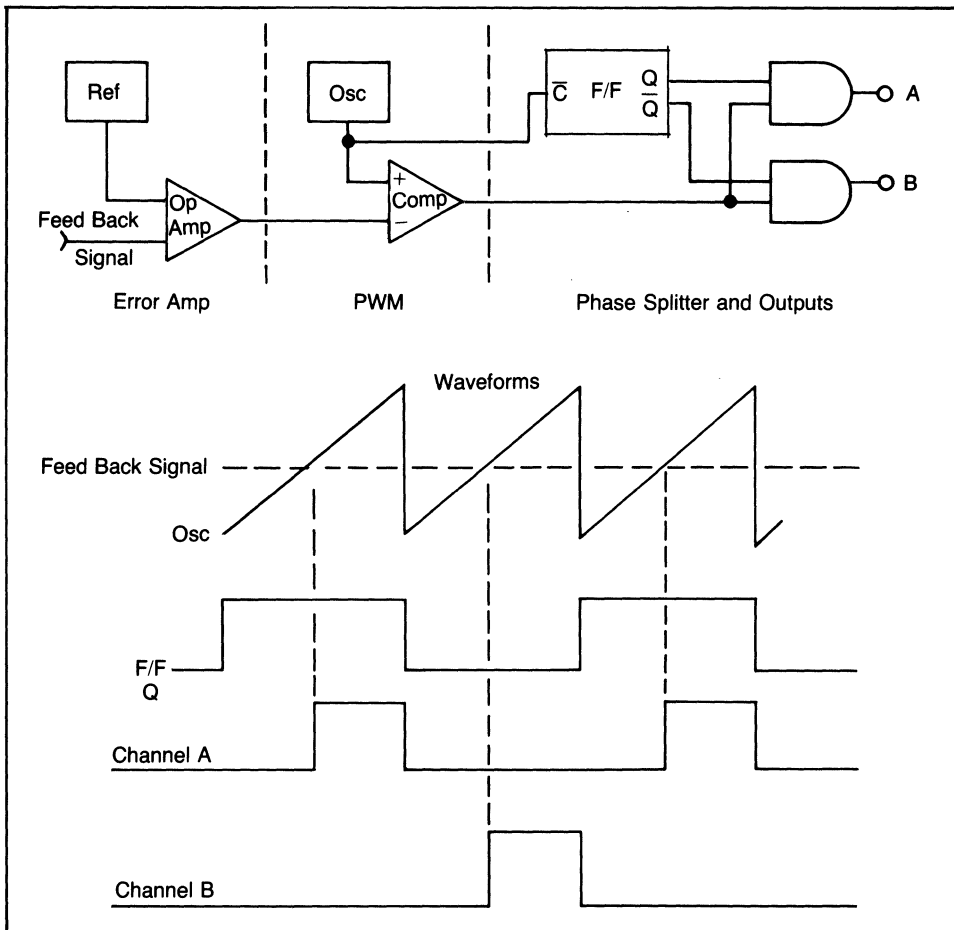 Ref
Osc
C̅ F/F Q
Q̅
A
B
Op
Amp
+
Comp
−
Feed Back
Signal
Error Amp
PWM
Phase Splitter and Outputs
Waveforms
Feed Back Signal
Osc
F/F
Q
Channel A
Channel B